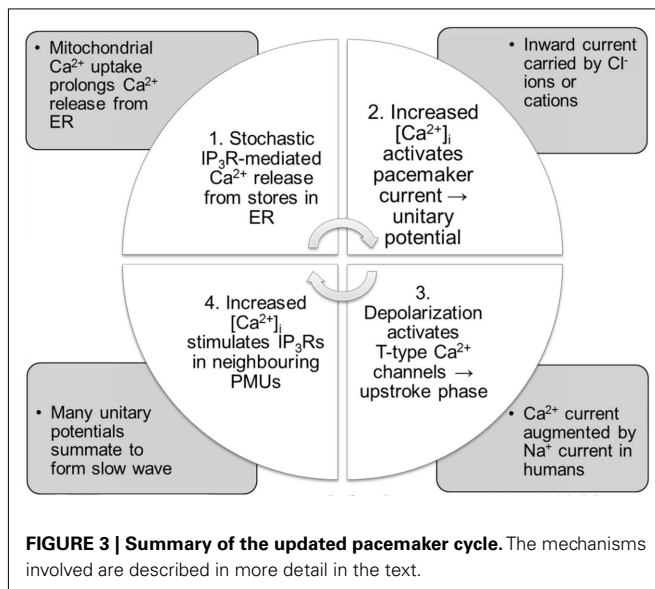 • Mitochondrial
Ca²⁺ uptake
prolongs Ca²⁺
release from
ER
• Inward current
carried by Cl⁻
ions or
cations
1. Stochastic
IP₃R-mediated
Ca²⁺ release
from stores in
ER
2. Increased
[Ca²⁺]ᵢ
activates
pacemaker
current →
unitary
potential
4. Increased
[Ca²⁺]ᵢ
stimulates IP₃Rs
in neighbouring
PMUs
3.
Depolarization
activates
T-type Ca²⁺
channels →
upstroke phase
• Many unitary
potentials
summate to
form slow wave
• Ca²⁺ current
augmented by
Na⁺ current in
humans
FIGURE 3 | Summary of the updated pacemaker cycle. The mechanisms
involved are described in more detail in the text.